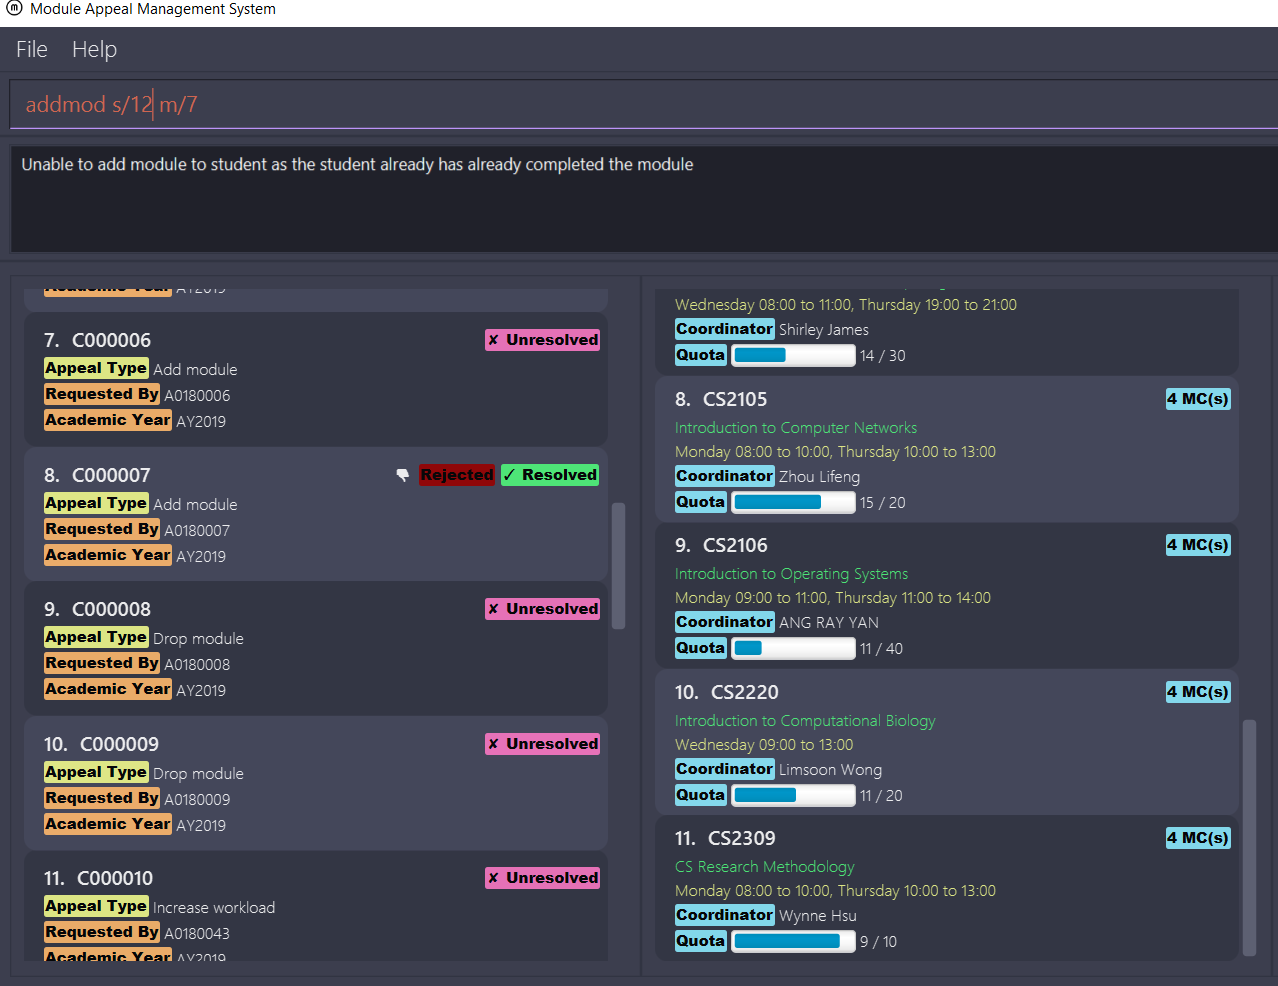 Module Appeal Management System
File Help
addmod s/12 m/7
Unable to add module to student as the student already has already completed the module
Academic Year AY2019
7. C000006 ✘ Unresolved
Appeal Type Add module
Requested By A0180006
Academic Year AY2019
8. C000007 Rejected ✓ Resolved
Appeal Type Add module
Requested By A0180007
Academic Year AY2019
9. C000008 ✘ Unresolved
Appeal Type Drop module
Requested By A0180008
Academic Year AY2019
10. C000009 ✘ Unresolved
Appeal Type Drop module
Requested By A0180009
Academic Year AY2019
11. C000010 ✘ Unresolved
Appeal Type Increase workload
Requested By A0180043
Academic Year AY2019
Wednesday 08:00 to 11:00, Thursday 19:00 to 21:00
Coordinator Shirley James
Quota 14 / 30
8. CS2105 4 MC(s)
Introduction to Computer Networks
Monday 08:00 to 10:00, Thursday 10:00 to 13:00
Coordinator Zhou Lifeng
Quota 15 / 20
9. CS2106 4 MC(s)
Introduction to Operating Systems
Monday 09:00 to 11:00, Thursday 11:00 to 14:00
Coordinator ANG RAY YAN
Quota 11 / 40
10. CS2220 4 MC(s)
Introduction to Computational Biology
Wednesday 09:00 to 13:00
Coordinator Limsoon Wong
Quota 11 / 20
11. CS2309 4 MC(s)
CS Research Methodology
Monday 08:00 to 10:00, Thursday 10:00 to 13:00
Coordinator Wynne Hsu
Quota 9 / 10